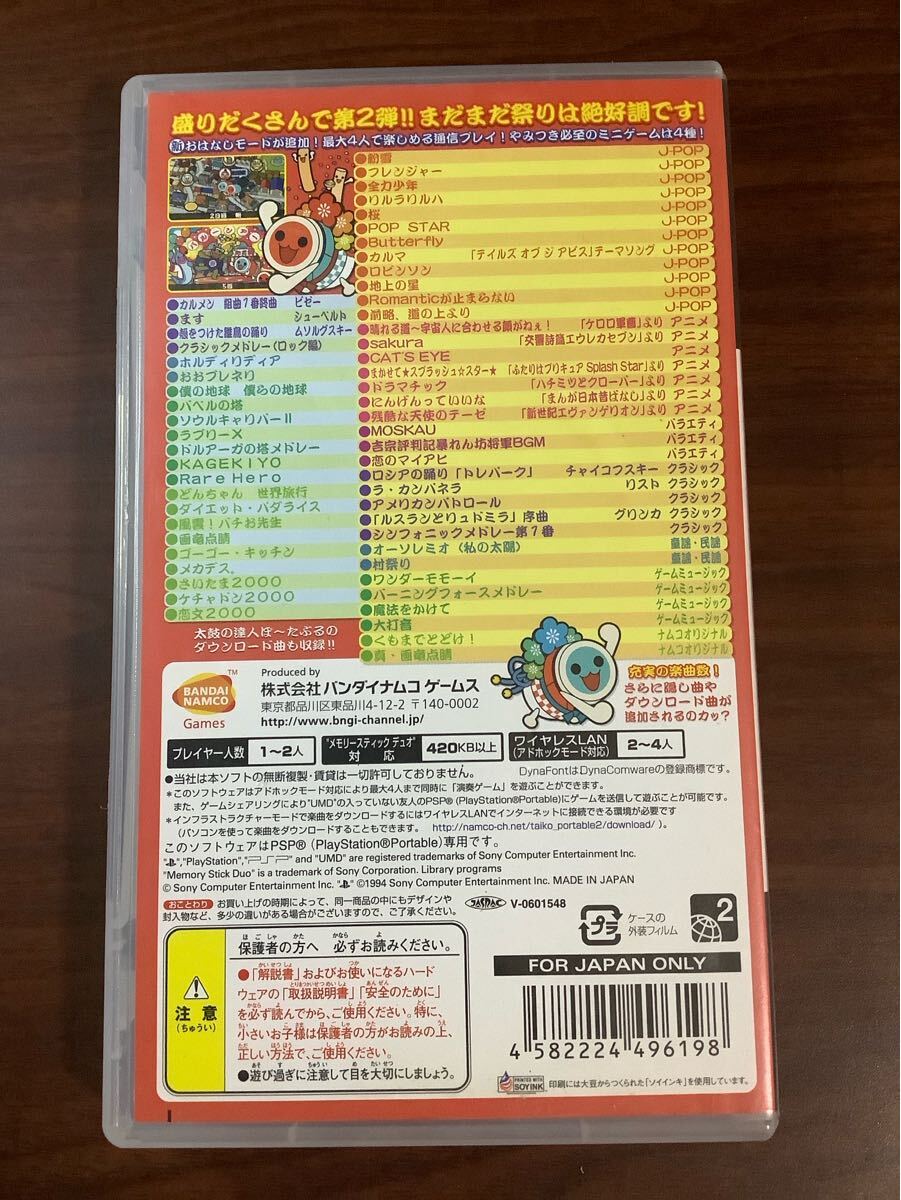 盛りだくさんで第2弾!!まだまだ祭りは絶好調です!
新おはなしモードが追加!最大4人で楽しめる通信プレイ!やみつき必至のミニゲームは4種!
●粉雪 J-POP
●フレンジャー J-POP
●全力少年 J-POP
●リルラリルハ J-POP
●桜 J-POP
●POP STAR J-POP
●Butterfly J-POP
●カルマ 「テイルズ オブ ジ アビス」テーマソング J-POP
●ロビンソン J-POP
●地上の星 J-POP
●Romanticが止まらない J-POP
●前略、道の上より J-POP
●晴れる道~宇宙人に合わせる顔がねぇ! 「ケロロ軍曹」より アニメ
●sakura 「交響詩篇エウレカセブン」より アニメ
●CAT'S EYE アニメ
●まかせて★スプラッシュ☆スター★ 「ふたりはプリキュア Splash Star」より アニメ
●ドラマチック 「ハチミツとクローバー」より アニメ
●にんげんっていいな 「まんが日本昔ばなし」より アニメ
●残酷な天使のテーゼ 「新世紀エヴァンゲリオン」より アニメ
●MOSKAU バラエティ
●吉宗評判記暴れん坊将軍BGM バラエティ
●恋のマイアヒ バラエティ
●ロシアの踊り「トレパーク」 チャイコフスキー クラシック
●ラ・カンパネラ リスト クラシック
●アメリカンパトロール クラシック
●「ルスランとリュドミラ」序曲 グリンカ クラシック
●シンフォニックメドレー第1番 クラシック
●オーソレミオ(私の太陽) 童謡・民謡
●村祭り 童謡・民謡
●ワンダーモモーイ ゲームミュージック
●バーニングフォースメドレー ゲームミュージック
●魔法をかけて ゲームミュージック
●大打音 ゲームミュージック
●くもまでとどけ! ナムコオリジナル
●真・画竜点睛 ナムコオリジナル
●カルメン 組曲1番終曲 ビゼー
●ます シューベルト
●殻をつけた雛鳥の踊り ムソルグスキー
●クラシックメドレー(ロック編)
●ホルディリディア
●おおブレネリ
●僕の地球 僕らの地球
●バベルの塔
●ソウルキャリバーⅡ
●ラブリーX
●ドルアーガの塔メドレー
●KAGEKIYO
●Rare Hero
●どんちゃん 世界旅行
●ダイエット・パダライス
●風雲!バチお先生
●画竜点睛
●ゴーゴー・キッチン
●メカデス。
●さいたま2000
●ケチャドン2000
●恋文2000
太鼓の達人ぽ~たぶるの
ダウンロード曲も収録!!
充実の楽曲数!
さらに隠し曲や
ダウンロード曲が
追加されるのカッ?
BANDAI
NAMCO
Games
Produced by
株式会社 バンダイナムコ ゲームス
東京都品川区東品川4-12-2 〒140-0002
http://www.bngi-channel.jp/
プレイヤー人数 1~2人
"メモリースティック デュオ"対応 420KB以上
ワイヤレスLAN(アドホックモード対応) 2~4人
●当社は本ソフトの無断複製・賃貸は一切許可しておりません。 DynaFontはDynaComwareの登録商標です。
*このソフトウェアはアドホックモード対応により最大4人まで同時に「演奏ゲーム」を遊ぶことができます。
また、ゲームシェアリングにより"UMD"の入っていない友人のPSP®(PlayStation®Portable)にゲームを送信して遊ぶことが可能です。
*インフラストラクチャーモードで楽曲をダウンロードするにはワイヤレスLANでインターネットに接続できる環境が必要です
(パソコンを使って楽曲をダウンロードすることもできます。 http://namco-ch.net/taiko_portable2/download/ )。
このソフトウェアはPSP®(PlayStation®Portable)専用です。
"PS","PlayStation","PSP" and "UMD" are registered trademarks of Sony Computer Entertainment Inc.
"Memory Stick Duo" is a trademark of Sony Corporation. Library programs
© Sony Computer Entertainment Inc. "PS" ©1994 Sony Computer Entertainment Inc. MADE IN JAPAN
おことわり お買い上げの時期によって、同一商品の中にもデザインや
封入物など、多少の違いがある場合がございますので、ご了承ください。
JASRAC V-0601548
プラ
ケースの
外装フィルム
2
注意
(ちゅうい)
保護者の方へ 必ずお読みください。
●「解説書」およびお使いになるハード
ウェアの「取扱説明書」「安全のために」
を必ず読んでから、ご使用ください。特に、
小さいお子様は保護者の方がお読みの上、
正しい方法で、ご使用ください。
●遊び過ぎに注意して目を大切にしましょう。
FOR JAPAN ONLY
4 582224 496198
PRINTED WITH SOY INK
印刷には大豆からつくられた「ソイインキ」を使用しています。